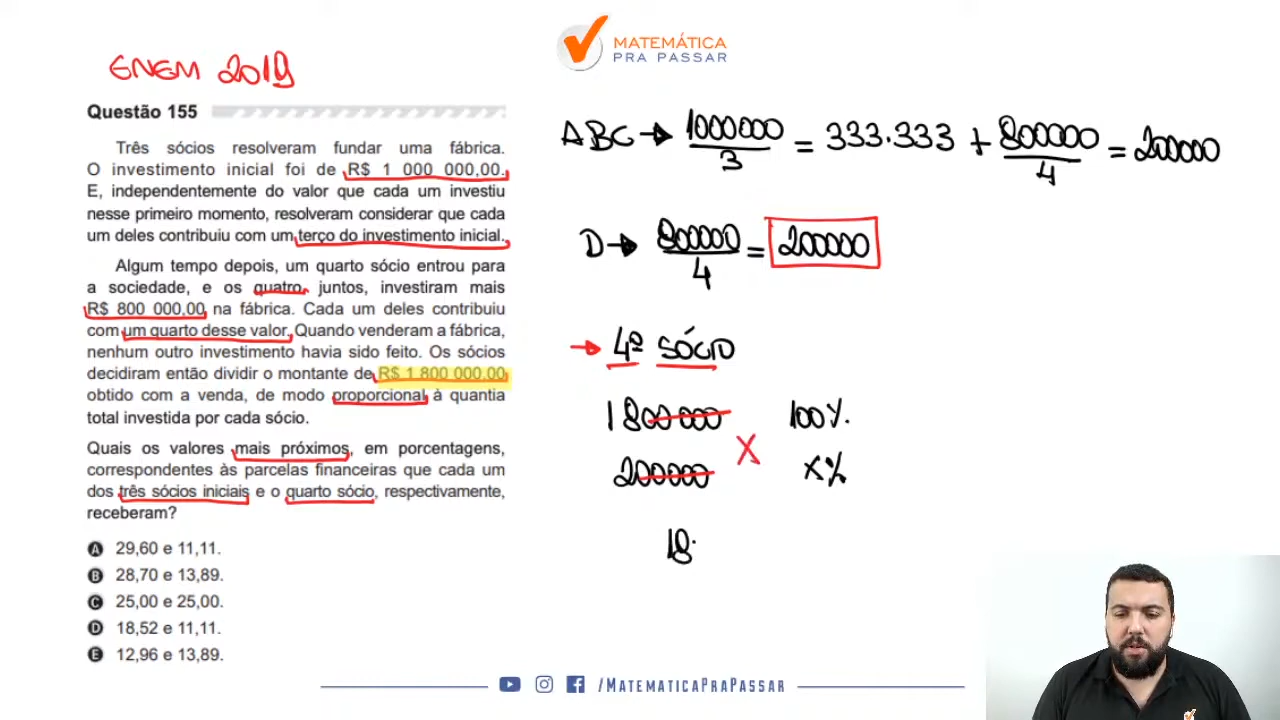 MATEMÁTICA
PRA PASSAR
ENEM 2019
Questão 155
Três sócios resolveram fundar uma fábrica.
O investimento inicial foi de R$ 1 000 000,00.
E, independentemente do valor que cada um investiu
nesse primeiro momento, resolveram considerar que cada
um deles contribuiu com um terço do investimento inicial.
Algum tempo depois, um quarto sócio entrou para
a sociedade, e os quatro, juntos, investiram mais
R$ 800 000,00 na fábrica. Cada um deles contribuiu
com um quarto desse valor. Quando venderam a fábrica,
nenhum outro investimento havia sido feito. Os sócios
decidiram então dividir o montante de R$ 1 800 000,00
obtido com a venda, de modo proporcional à quantia
total investida por cada sócio.
Quais os valores mais próximos, em porcentagens,
correspondentes às parcelas financeiras que cada um
dos três sócios iniciais e o quarto sócio, respectivamente,
receberam?
A 29,60 e 11,11.
B 28,70 e 13,89.
C 25,00 e 25,00.
D 18,52 e 11,11.
E 12,96 e 13,89.
ABC → 1000000/3 = 333.333 + 800000/4 = 200000
D → 800000/4 = 200000
→ 4º SÓCIO
1800000 100%
200000 X X%
18.
/MATEMATICAPRAPASSAR